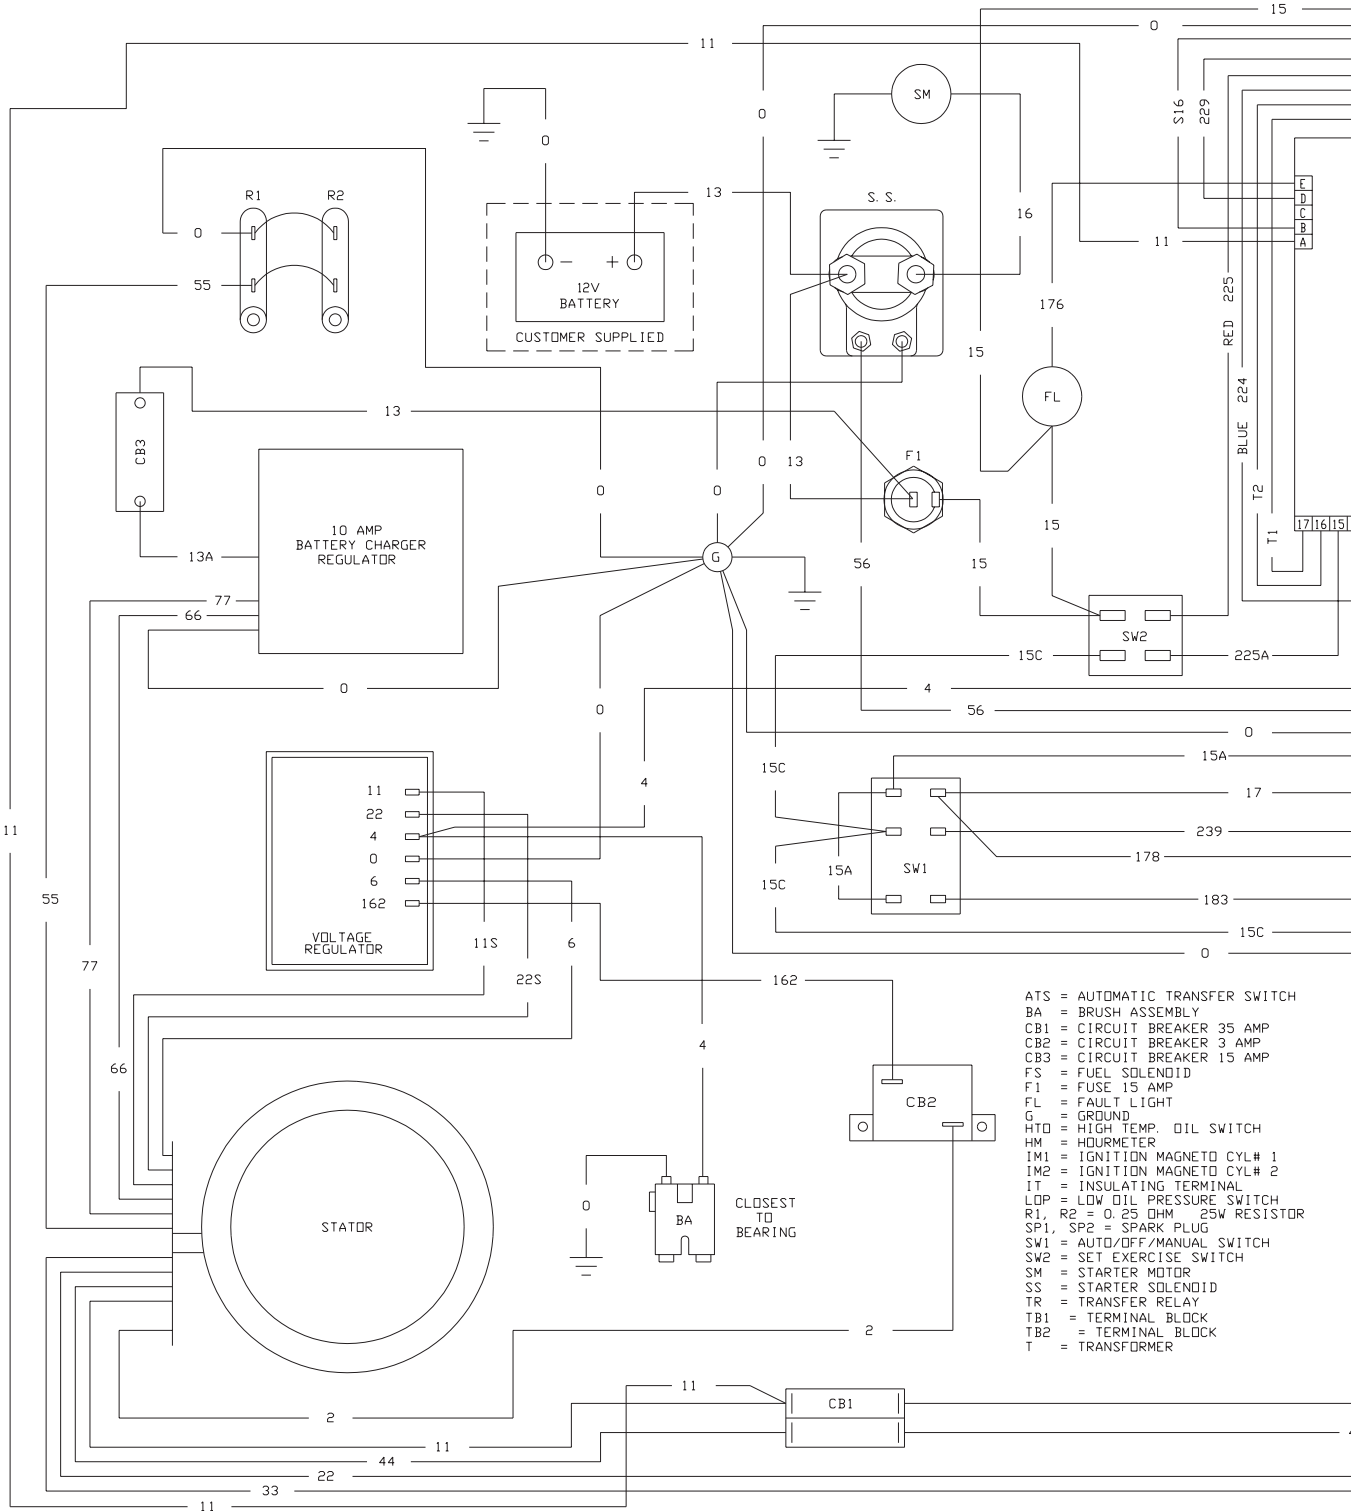 15
0
11
S16
229
SM
0
0
R1
R2
13
S. S.
16
E
D
C
B
A
0
11
55
− +
12V
BATTERY
CUSTOMER SUPPLIED
RED 225
176
15
FL
BLUE 224
13
CB3
F1
0
13
0
0
T2
15
T1
17 16 15
10 AMP
BATTERY CHARGER
REGULATOR
13A
G
56
15
77
66
SW2
15C
225A
0
4
56
0
0
15A
15C
4
11
17
22
11
4
239
0
178
SW1
15A
6
15C
162
55
183
VOLTAGE
REGULATOR
11S
6
15C
0
77
22S
162
4
66
ATS = AUTOMATIC TRANSFER SWITCH
BA = BRUSH ASSEMBLY
CB1 = CIRCUIT BREAKER 35 AMP
CB2 = CIRCUIT BREAKER 3 AMP
CB3 = CIRCUIT BREAKER 15 AMP
FS = FUEL SOLENOID
F1 = FUSE 15 AMP
FL = FAULT LIGHT
G = GROUND
HTO = HIGH TEMP. OIL SWITCH
HM = HOURMETER
IM1 = IGNITION MAGNETO CYL# 1
IM2 = IGNITION MAGNETO CYL# 2
IT = INSULATING TERMINAL
LOP = LOW OIL PRESSURE SWITCH
R1, R2 = 0.25 OHM 25W RESISTOR
SP1, SP2 = SPARK PLUG
SW1 = AUTO/OFF/MANUAL SWITCH
SW2 = SET EXERCISE SWITCH
SM = STARTER MOTOR
SS = STARTER SOLENOID
TR = TRANSFER RELAY
TB1 = TERMINAL BLOCK
TB2 = TERMINAL BLOCK
T = TRANSFORMER
CB2
STATOR
0
BA
CLOSEST
TO
BEARING
2
11
CB1
2
11
44
22
33
11